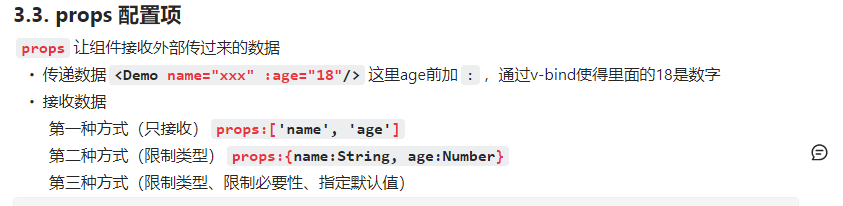 3.3. props 配置项
props 让组件接收外部传过来的数据
• 传递数据 <Demo name="xxx" :age="18"/> 这里age前加 : ，通过v-bind使得里面的18是数字
• 接收数据
第一种方式（只接收） props:['name', 'age']
第二种方式（限制类型） props:{name:String, age:Number}
第三种方式（限制类型、限制必要性、指定默认值）